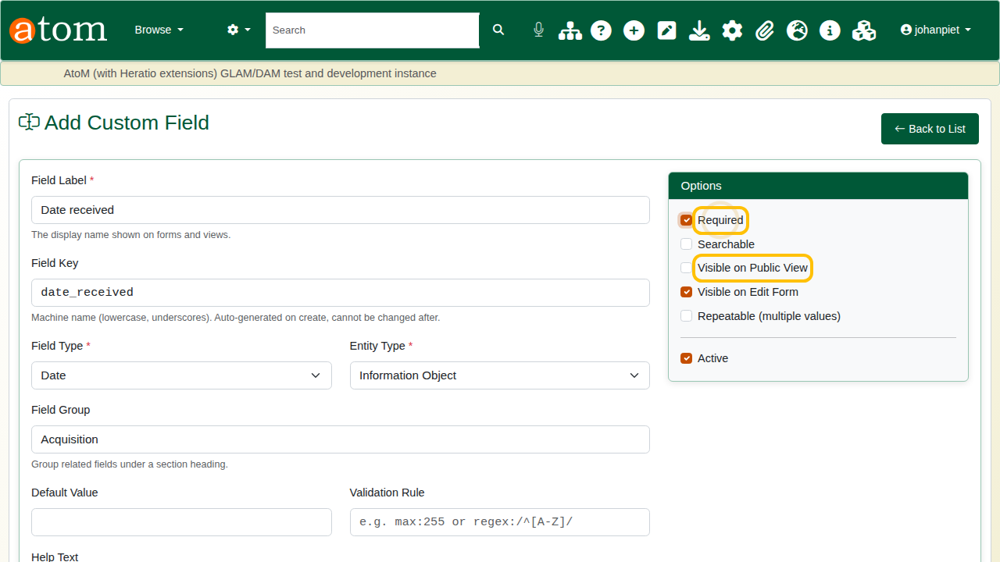 atom
Browse
Search
johanpiet
AtoM (with Heratio extensions) GLAM/DAM test and development instance
Add Custom Field
Back to List
Field Label *
Date received
The display name shown on forms and views.
Field Key
date_received
Machine name (lowercase, underscores). Auto-generated on create, cannot be changed after.
Field Type *
Entity Type *
Date
Information Object
Field Group
Acquisition
Group related fields under a section heading.
Default Value
Validation Rule
e.g. max:255 or regex:/^[A-Z]/
Help Text
Options
Required
Searchable
Visible on Public View
Visible on Edit Form
Repeatable (multiple values)
Active